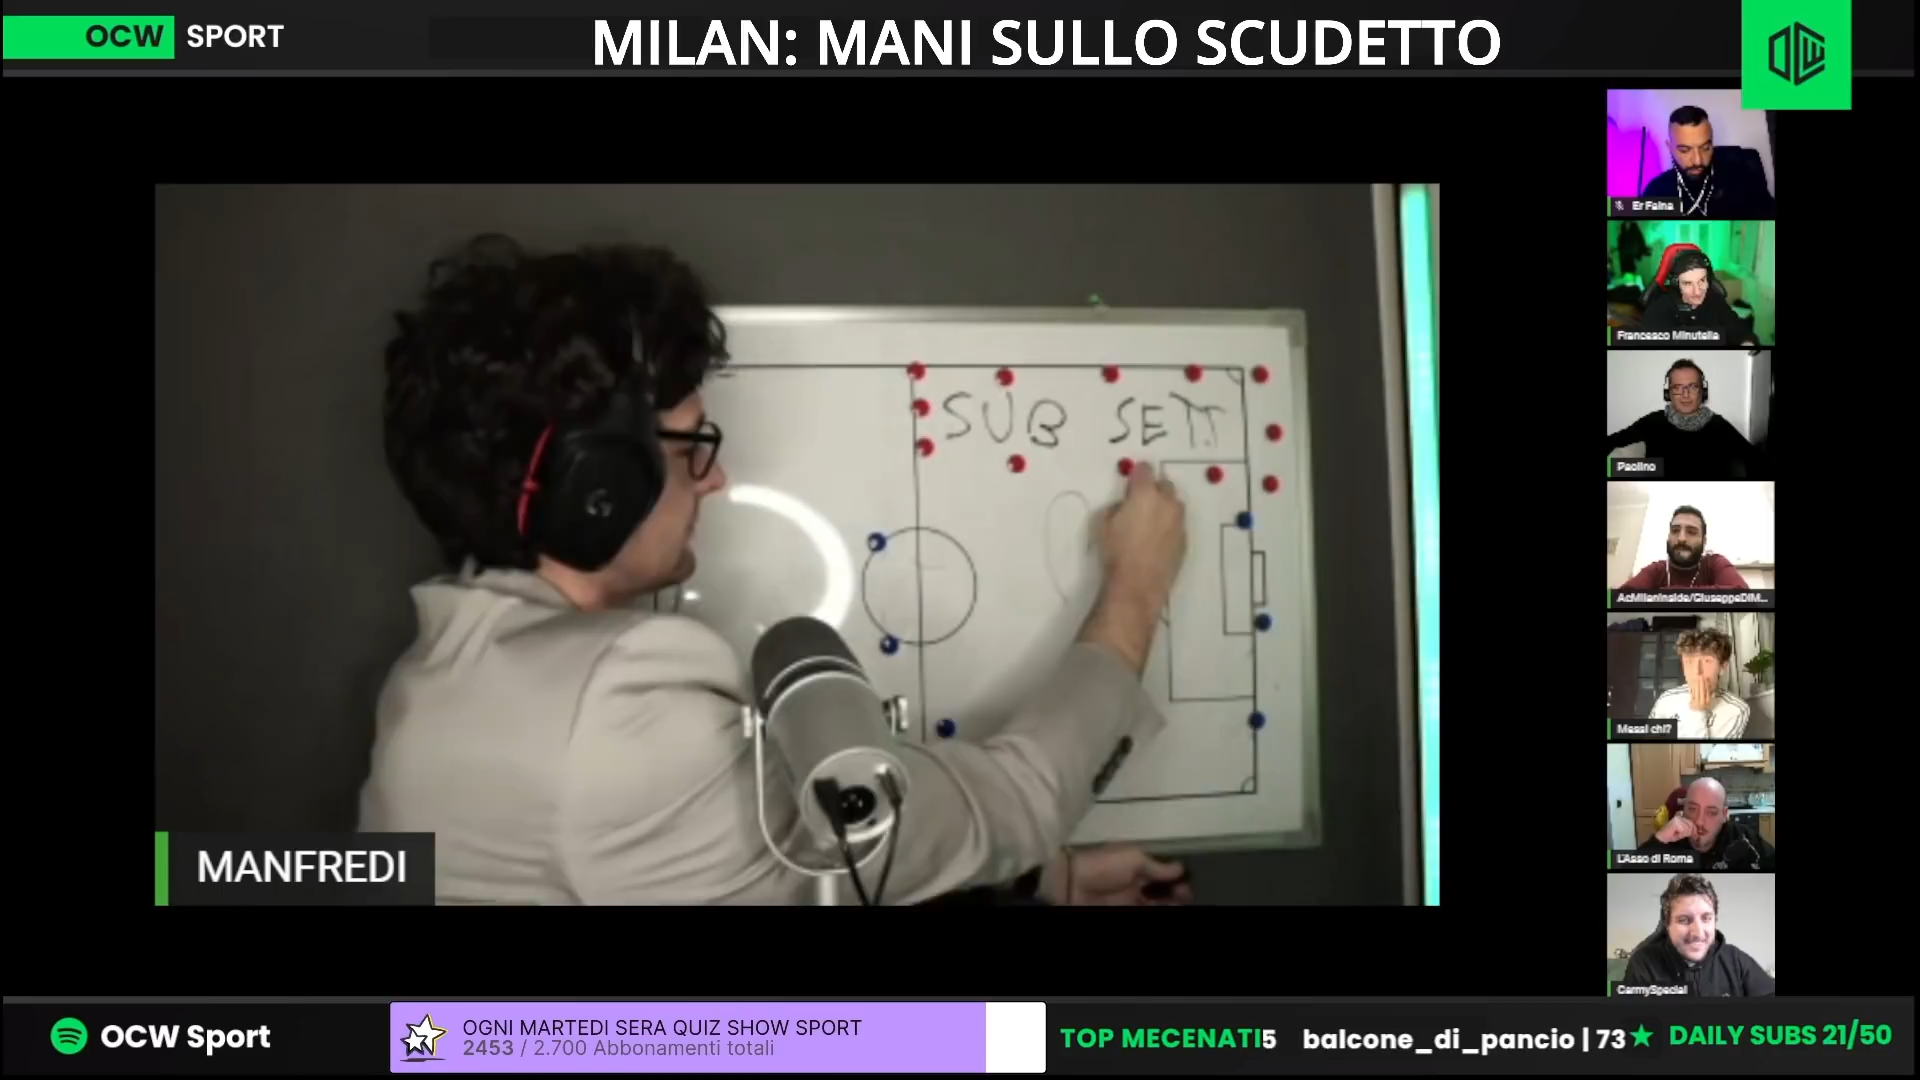 OCW SPORT
MILAN: MANI SULLO SCUDETTO
Er Faina
Francesco Minutella
SUB SETT
Paolino
AcMilanInside/GiuseppeDiM...
Messi chi?
MANFREDI
L'Asso di Roma
CarmySpecial
OCW Sport
OGNI MARTEDI SERA QUIZ SHOW SPORT
2453 / 2.700 Abbonamenti totali
TOP MECENATI 5 balcone_di_pancio | 73
DAILY SUBS 21/50